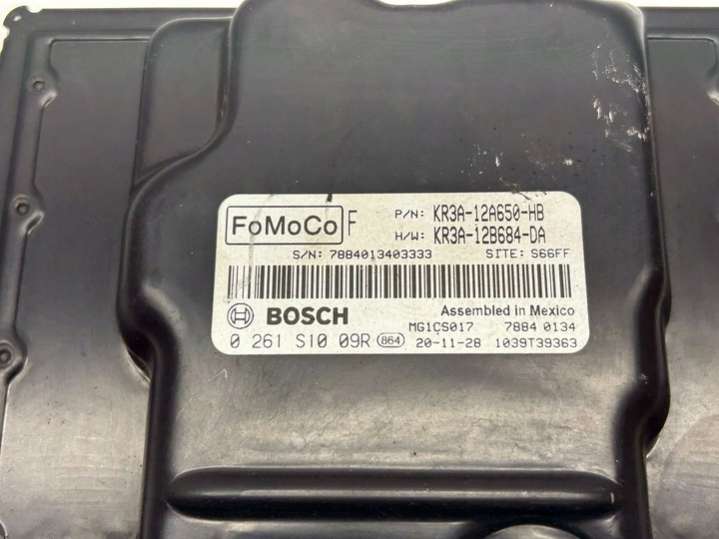 FoMoCo F P/N: KR3A-12A650-HB
H/W: KR3A-12B684-DA
S/N: 7884013403333 SITE: S66FF
BOSCH Assembled in Mexico
MG1CS017 7884 0134
0 261 S10 09R 864 20-11-28 1039T39363